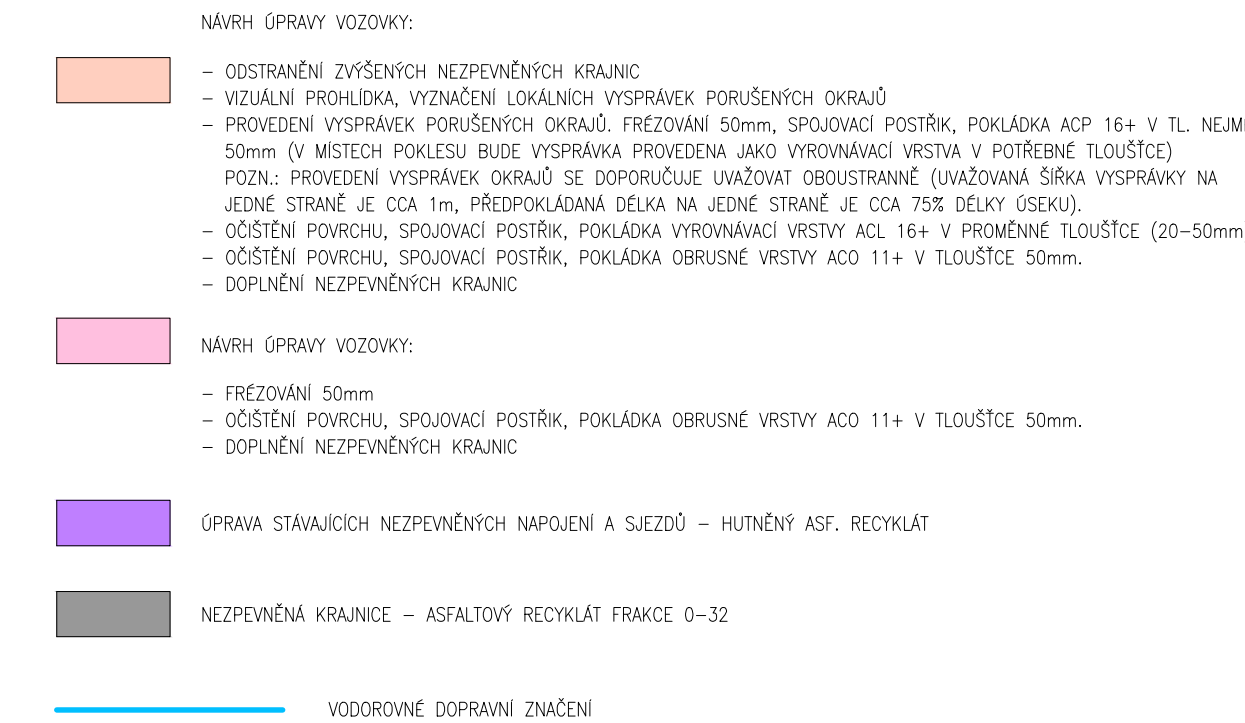 NÁVRH ÚPRAVY VOZOVKY:
– ODSTRANĚNÍ ZVÝŠENÝCH NEZPEVNĚNÝCH KRAJNIC
– VIZUÁLNÍ PROHLÍDKA, VYZNAČENÍ LOKÁLNÍCH VYSPRÁVEK PORUŠENÝCH OKRAJŮ
– PROVEDENÍ VYSPRÁVEK PORUŠENÝCH OKRAJŮ. FRÉZOVÁNÍ 50mm, SPOJOVACÍ POSTŘIK, POKLÁDKA ACP 16+ V TL.
50mm (V MÍSTECH POKLESU BUDE VYSPRÁVKA PROVEDENA JAKO VYROVNÁVACÍ VRSTVA V POTŘEBNÉ TLOUŠŤCE)
POZN.: PROVEDENÍ VYSPRÁVEK OKRAJŮ SE DOPORUČUJE UVAŽOVAT OBOUSTRANNĚ (UVAŽOVANÁ ŠÍŘKA VYSPRÁVKY NA
JEDNÉ STRANĚ JE CCA 1m, PŘEDPOKLÁDANÁ DÉLKA NA JEDNÉ STRANĚ JE CCA 75% DÉLKY ÚSEKU).
– OČIŠTĚNÍ POVRCHU, SPOJOVACÍ POSTŘIK, POKLÁDKA VYROVNÁVACÍ VRSTVY ACL 16+ V PROMĚNNÉ TLOUŠŤCE (20–50mm
– OČIŠTĚNÍ POVRCHU, SPOJOVACÍ POSTŘIK, POKLÁDKA OBRUSNÉ VRSTVY ACO 11+ V TLOUŠŤCE 50mm.
– DOPLNĚNÍ NEZPEVNĚNÝCH KRAJNIC
NÁVRH ÚPRAVY VOZOVKY:
– FRÉZOVÁNÍ 50mm
– OČIŠTĚNÍ POVRCHU, SPOJOVACÍ POSTŘIK, POKLÁDKA OBRUSNÉ VRSTVY ACO 11+ V TLOUŠŤCE 50mm.
– DOPLNĚNÍ NEZPEVNĚNÝCH KRAJNIC
ÚPRAVA STÁVAJÍCÍCH NEZPEVNĚNÝCH NAPOJENÍ A SJEZDŮ – HUTNĚNÝ ASF. RECYKLÁT
NEZPEVNĚNÁ KRAJNICE – ASFALTOVÝ RECYKLÁT FRAKCE 0–32
VODOROVNÉ DOPRAVNÍ ZNAČENÍ